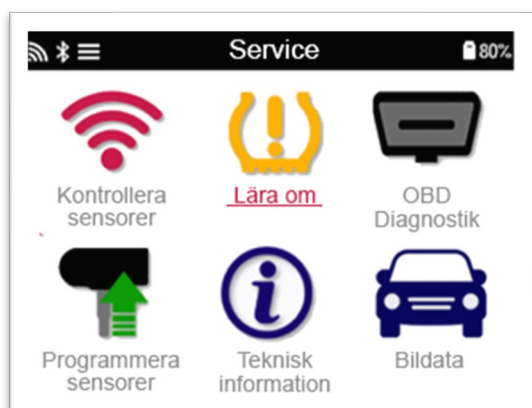 Service
80%
Kontrollera
sensorer
Lära om
OBD
Diagnostik
Programmera
sensorer
Teknisk
information
Bildata